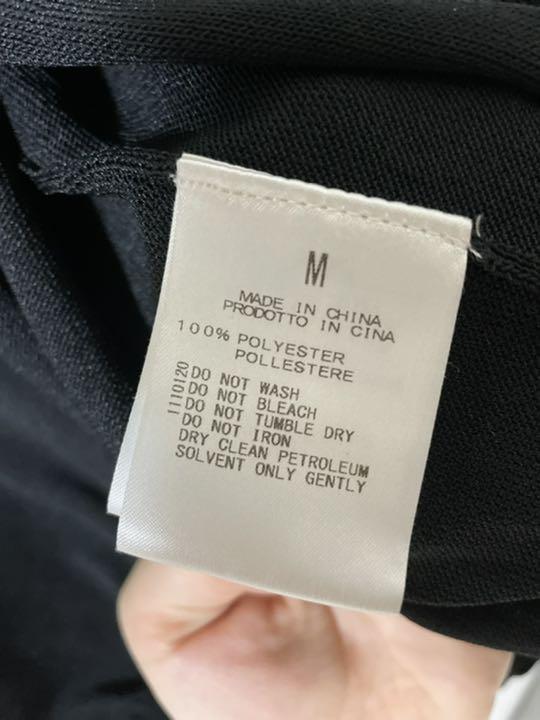 M
MADE IN CHINA
PRODOTTO IN CINA
100% POLYESTER
POLLESTERE
1110120
DO NOT WASH
DO NOT BLEACH
DO NOT TUMBLE DRY
DO NOT IRON
DRY CLEAN PETROLEUM
SOLVENT ONLY GENTLY